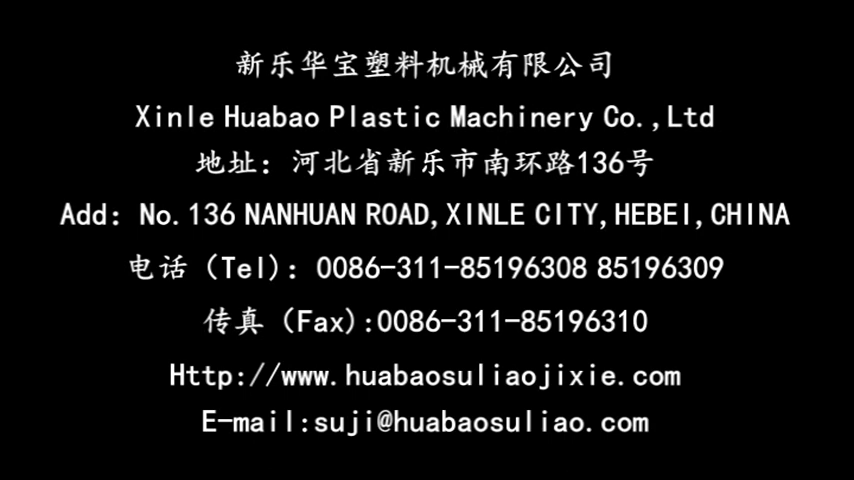 新乐华宝塑料机械有限公司
Xinle Huabao Plastic Machinery Co.,Ltd
地址：河北省新乐市南环路136号
Add：No.136 NANHUAN ROAD,XINLE CITY,HEBEI,CHINA
电话（Tel)：0086-311-85196308 85196309
传真（Fax):0086-311-85196310
Http://www.huabaosuliaojixie.com
E-mail:suji@huabaosuliao.com